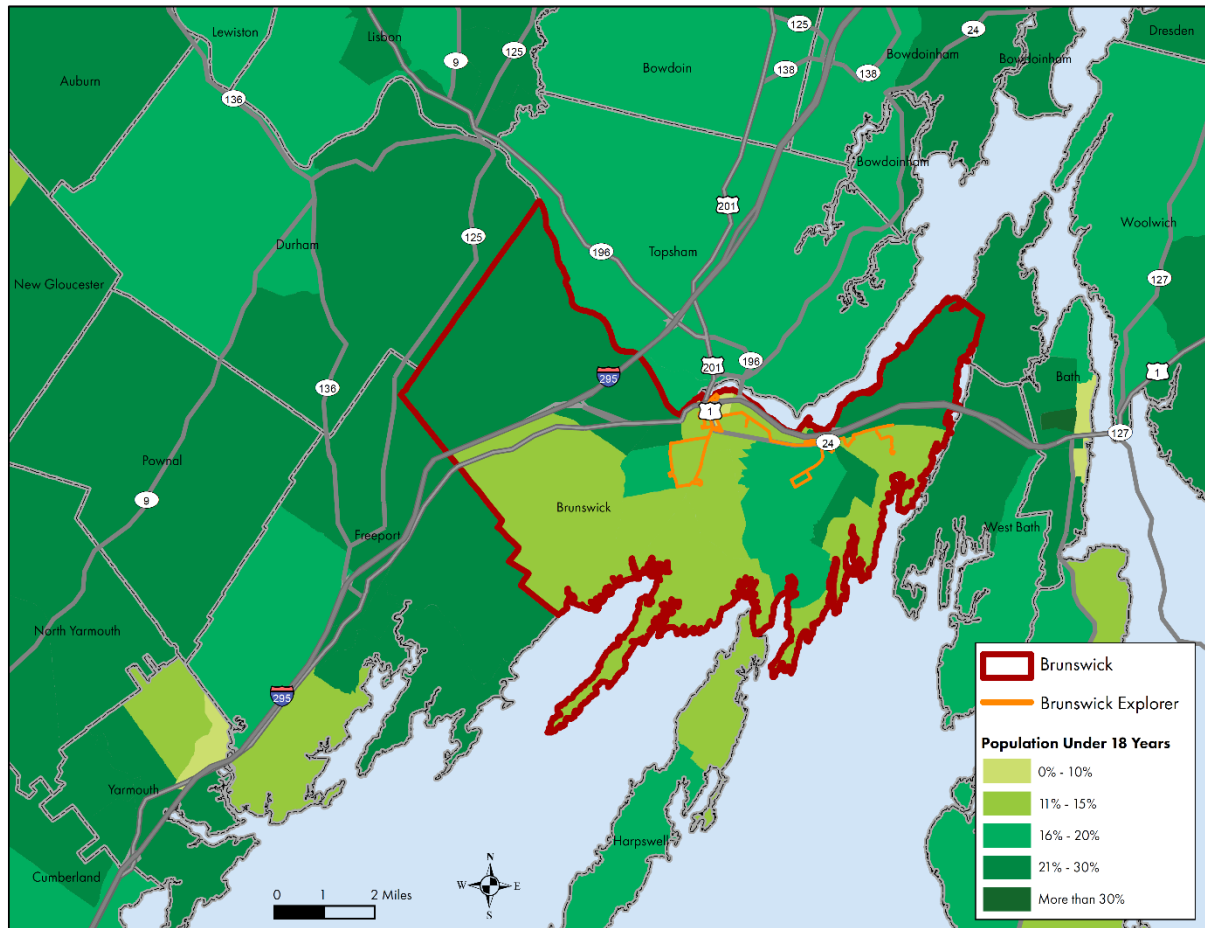 Lewiston
Lisbon
125
9
Auburn
136
Bowdoin
125
138
138
24
Bowdoinham
Bowdoinham
Dresden
Bowdoinham
201
196
Topsham
Woolwich
127
Durham
125
New Gloucester
136
295
201
196
1
24
Bath
1
127
Pownal
9
Brunswick
Freeport
West Bath
North Yarmouth
295
Yarmouth
Cumberland
Harpswell
0 1 2 Miles
N
W E
S
Brunswick
Brunswick Explorer
Population Under 18 Years
0% - 10%
11% - 15%
16% - 20%
21% - 30%
More than 30%